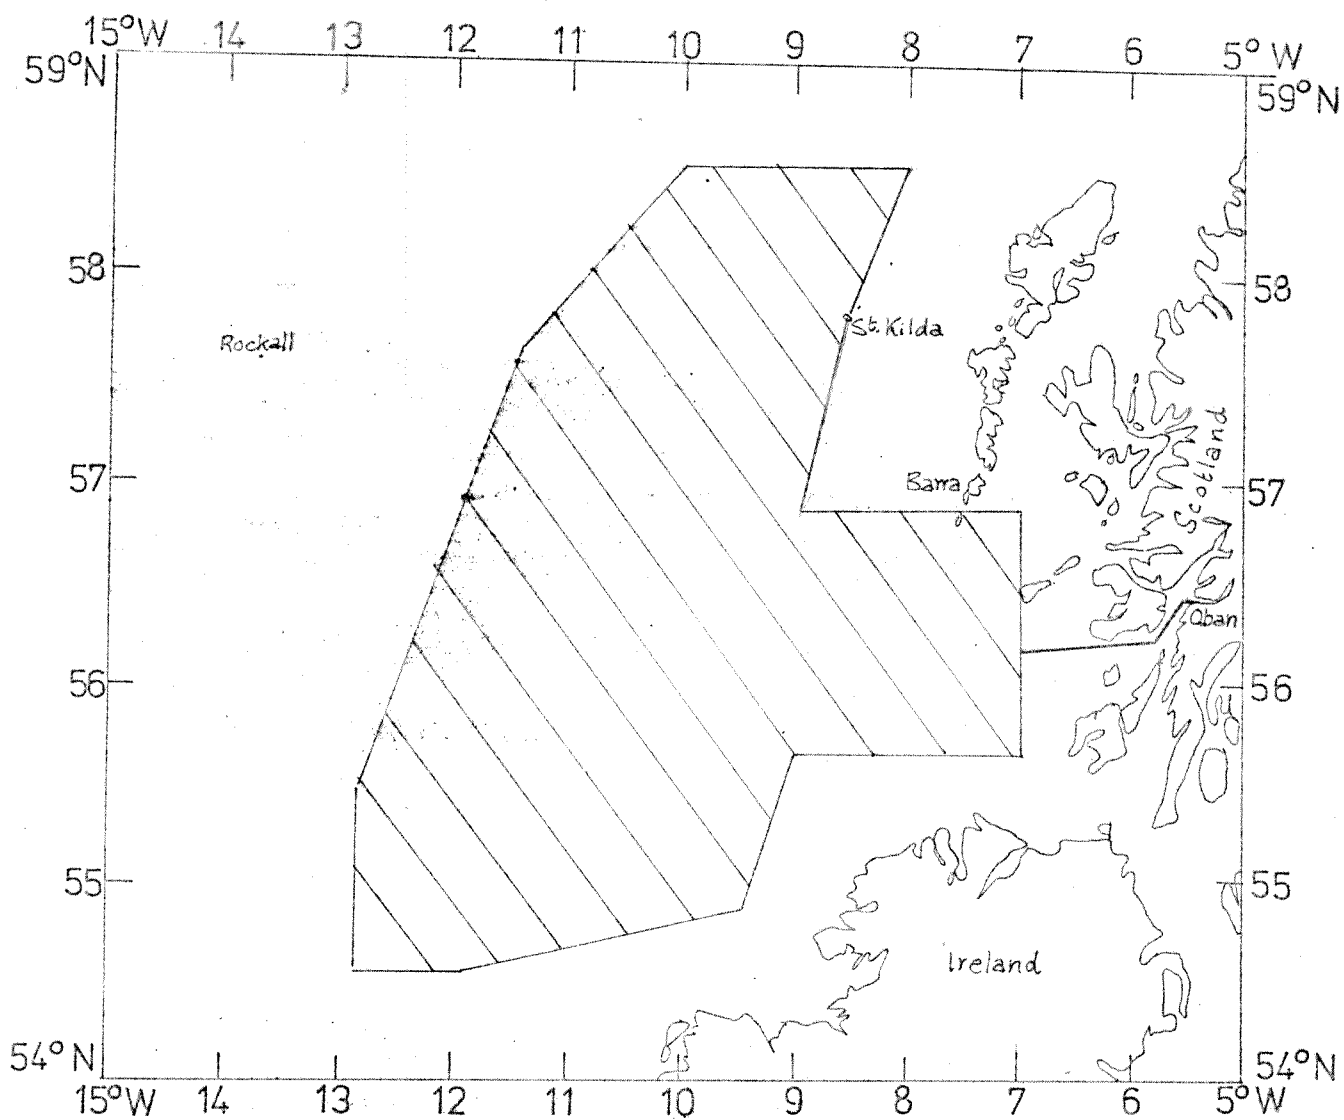 15°W 14 13 12 11 10 9 8 7 6 5° W
59°N
59°N
58
58
St. Kilda
Rockall
57
57
Barra
Scotland
Oban
56
56
55
55
Ireland
54°N
54°N
15°W 14 13 12 11 10 9 8 7 6 5°W